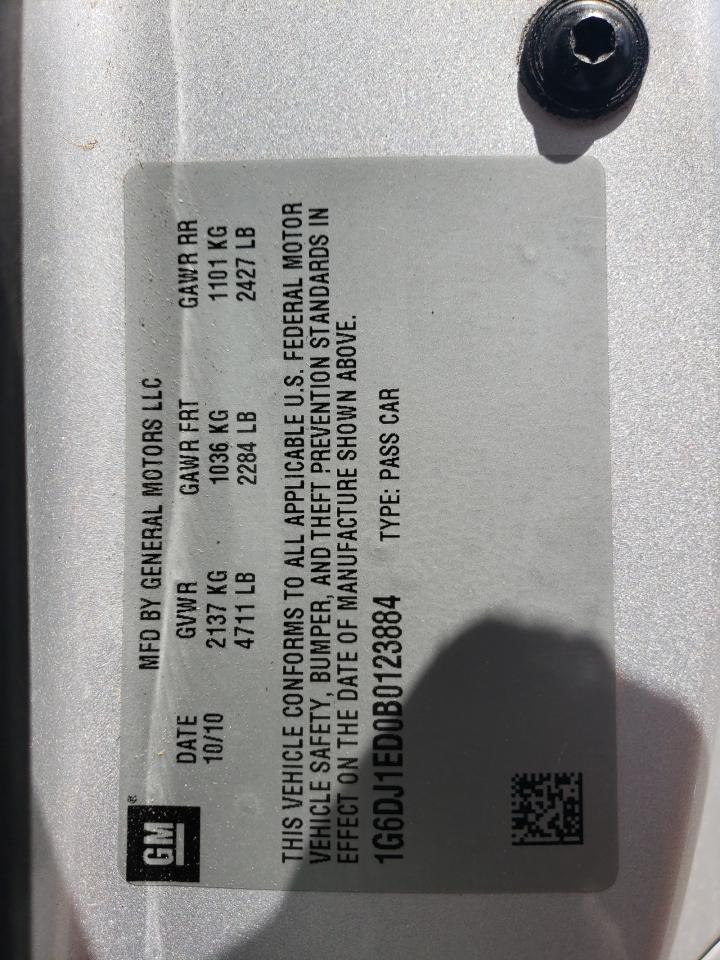 GM ®
MFD BY GENERAL MOTORS LLC
DATE GVWR GAWR FRT GAWR RR
10/10 2137 KG 1036 KG 1101 KG
4711 LB 2284 LB 2427 LB
THIS VEHICLE CONFORMS TO ALL APPLICABLE U.S. FEDERAL MOTOR
VEHICLE SAFETY, BUMPER, AND THEFT PREVENTION STANDARDS IN
EFFECT ON THE DATE OF MANUFACTURE SHOWN ABOVE.
1G6DJ1ED0B0123884 TYPE: PASS CAR